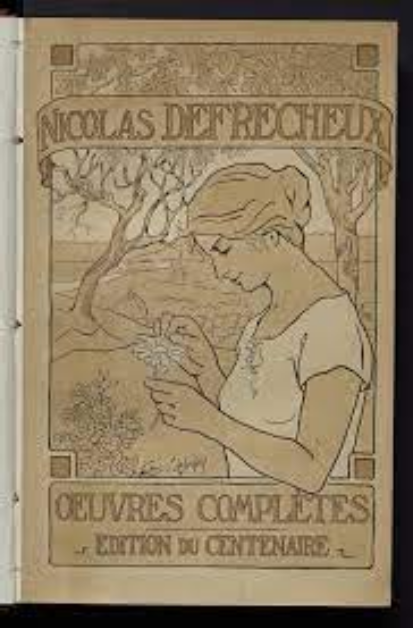 NICOLAS DEFRECHEUX
OEUVRES COMPLÈTES
EDITION DU CENTENAIRE